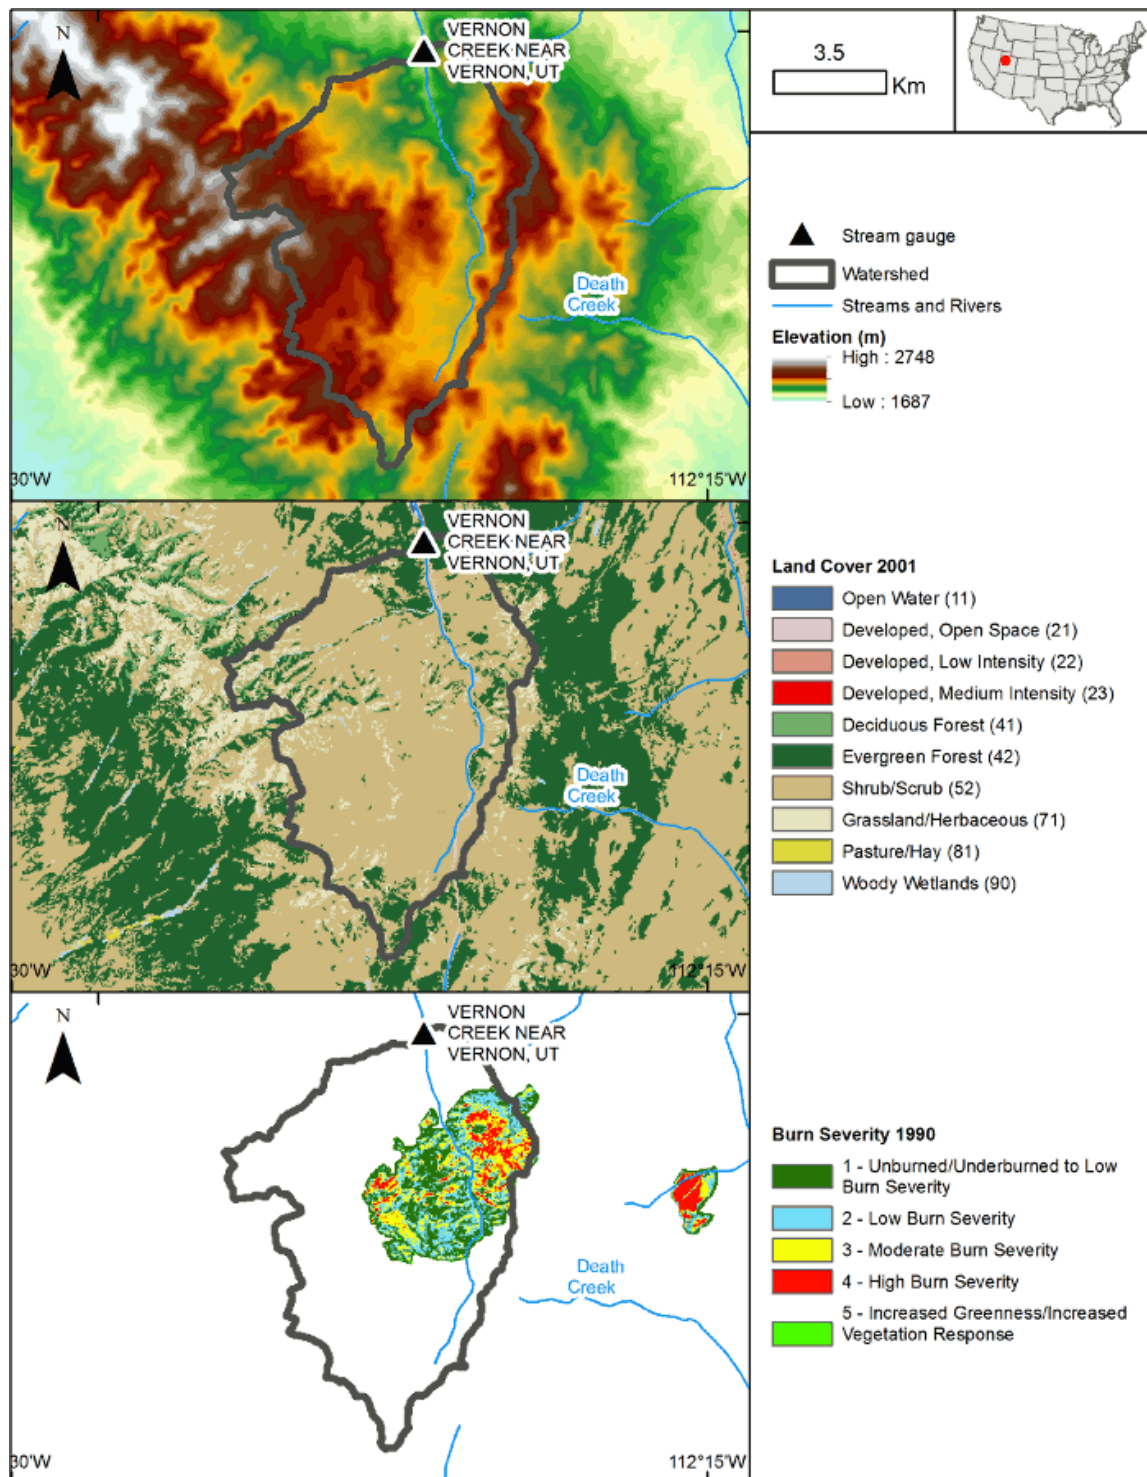 N
VERNON
CREEK NEAR
VERNON, UT
Death
Creek
30'W
112°15'W
3.5
Km
Stream gauge
Watershed
Streams and Rivers
Elevation (m)
High : 2748
Low : 1687
N
VERNON
CREEK NEAR
VERNON, UT
Death
Creek
30'W
112°15'W
Land Cover 2001
Open Water (11)
Developed, Open Space (21)
Developed, Low Intensity (22)
Developed, Medium Intensity (23)
Deciduous Forest (41)
Evergreen Forest (42)
Shrub/Scrub (52)
Grassland/Herbaceous (71)
Pasture/Hay (81)
Woody Wetlands (90)
N
VERNON
CREEK NEAR
VERNON, UT
Death
Creek
30'W
112°15'W
Burn Severity 1990
1 - Unburned/Underburned to Low
Burn Severity
2 - Low Burn Severity
3 - Moderate Burn Severity
4 - High Burn Severity
5 - Increased Greenness/Increased
Vegetation Response